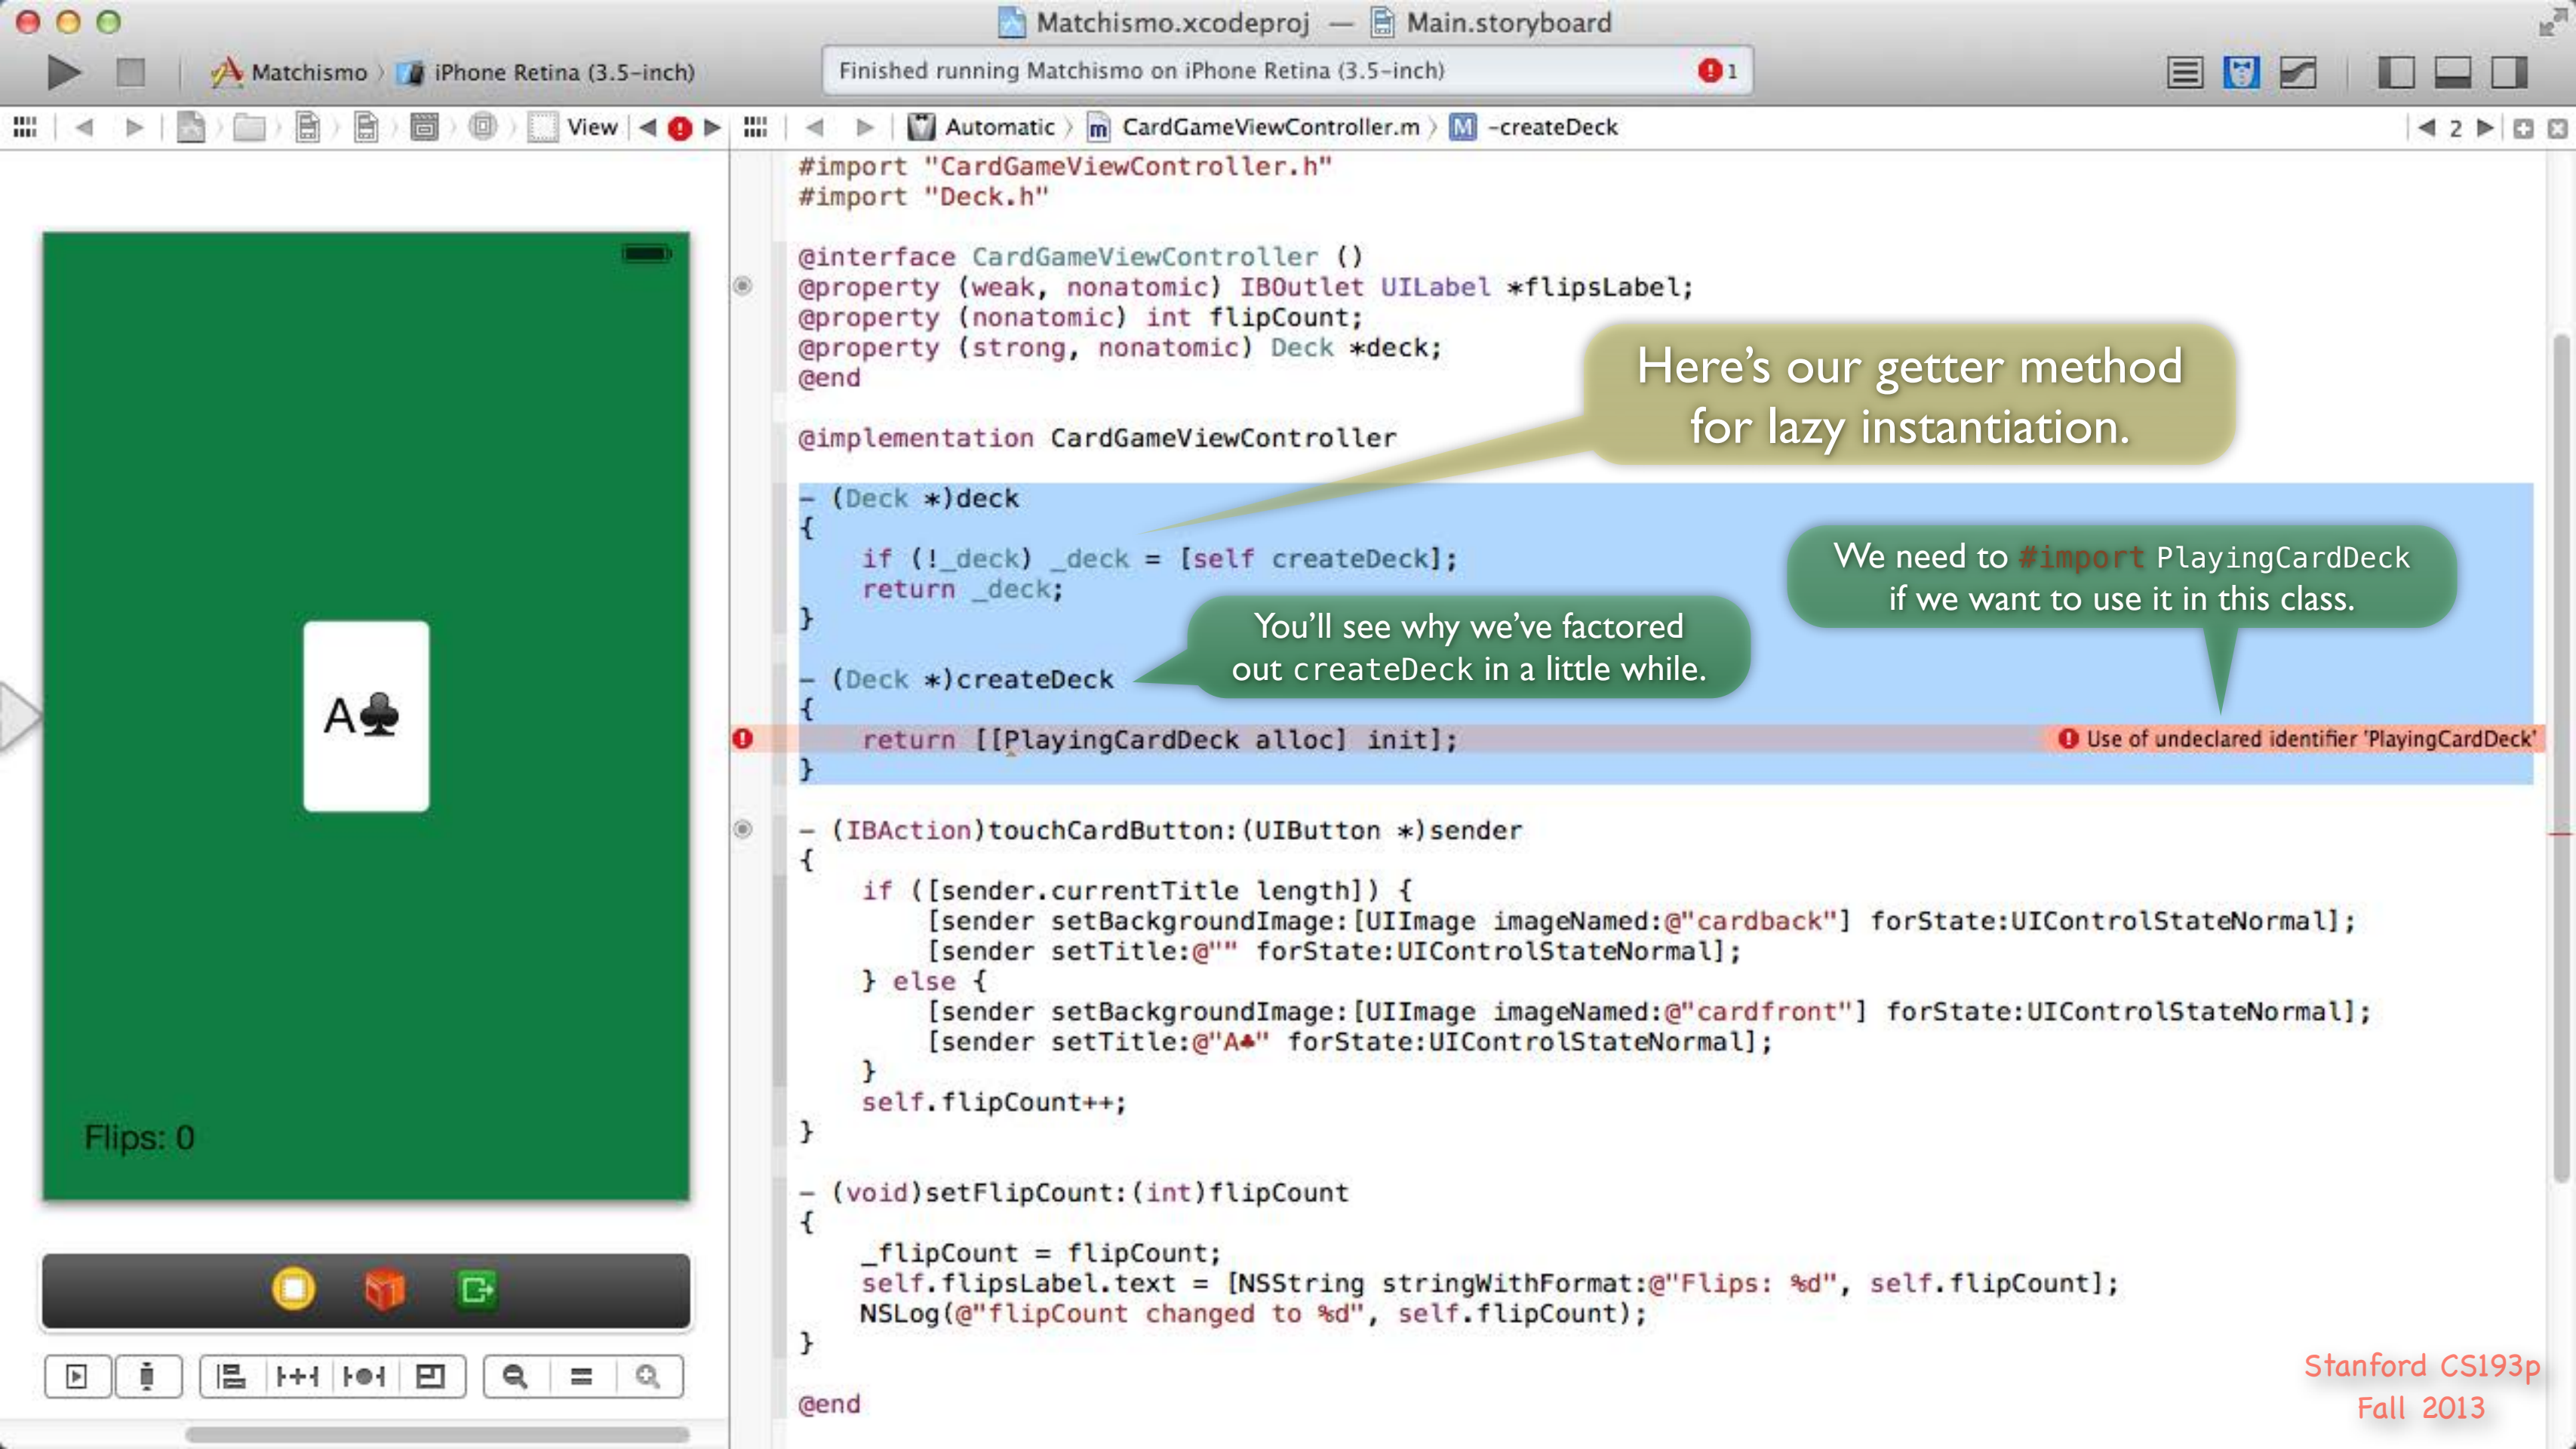 Matchismo.xcodeproj — Main.storyboard
Matchismo iPhone Retina (3.5-inch)
Finished running Matchismo on iPhone Retina (3.5-inch) 1
View
Automatic CardGameViewController.m M -createDeck 2
#import "CardGameViewController.h"
#import "Deck.h"
@interface CardGameViewController ()
@property (weak, nonatomic) IBOutlet UILabel *flipsLabel;
@property (nonatomic) int flipCount;
@property (strong, nonatomic) Deck *deck;
@end
Here's our getter method
for lazy instantiation.
@implementation CardGameViewController
- (Deck *)deck
{
if (!_deck) _deck = [self createDeck];
return _deck;
}
We need to #import PlayingCardDeck
if we want to use it in this class.
You'll see why we've factored
out createDeck in a little while.
- (Deck *)createDeck
{
return [[PlayingCardDeck alloc] init];
Use of undeclared identifier 'PlayingCardDeck'
}
A♣
- (IBAction)touchCardButton:(UIButton *)sender
{
if ([sender.currentTitle length]) {
[sender setBackgroundImage:[UIImage imageNamed:@"cardback"] forState:UIControlStateNormal];
[sender setTitle:@"" forState:UIControlStateNormal];
} else {
[sender setBackgroundImage:[UIImage imageNamed:@"cardfront"] forState:UIControlStateNormal];
[sender setTitle:@"A♣" forState:UIControlStateNormal];
}
self.flipCount++;
}
Flips: 0
- (void)setFlipCount:(int)flipCount
{
_flipCount = flipCount;
self.flipsLabel.text = [NSString stringWithFormat:@"Flips: %d", self.flipCount];
NSLog(@"flipCount changed to %d", self.flipCount);
}
@end
Stanford CS193p
Fall 2013